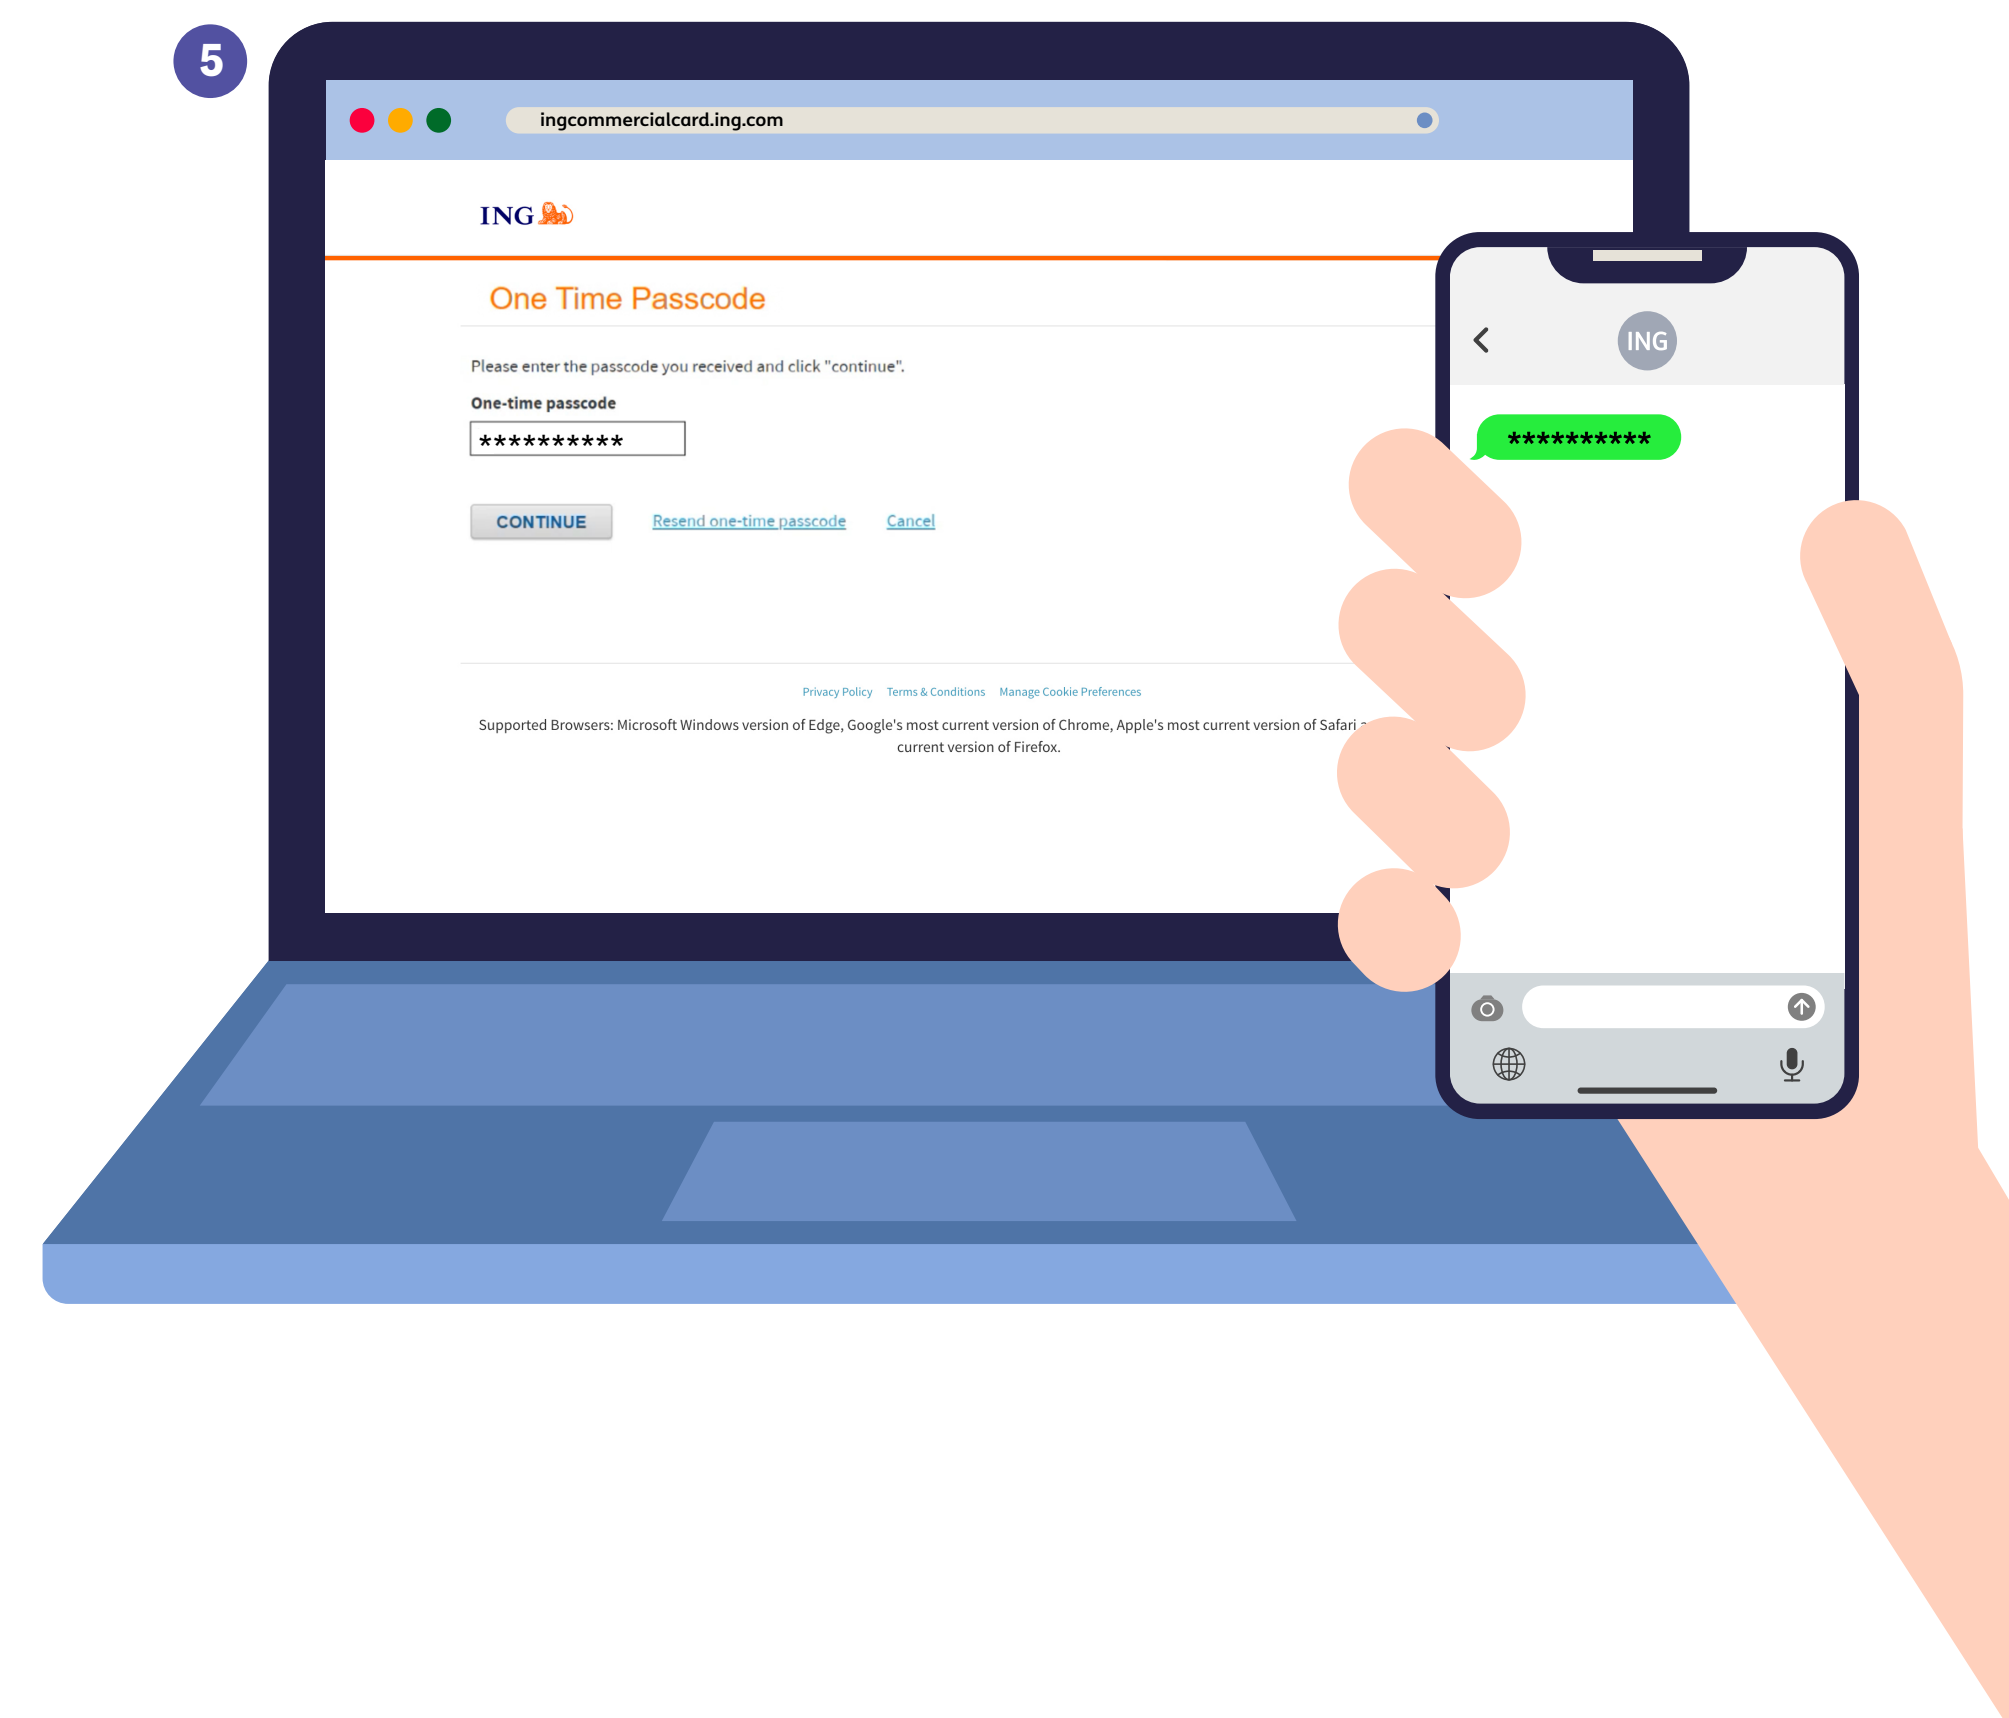 5
ingcommercialcard.ing.com
ING
One Time Passcode
Please enter the passcode you received and click "continue".
One-time passcode
**********
CONTINUE Resend one-time passcode Cancel
Privacy Policy Terms & Conditions Manage Cookie Preferences
Supported Browsers: Microsoft Windows version of Edge, Google's most current version of Chrome, Apple's most current version of Safari
current version of Firefox.
ING
**********